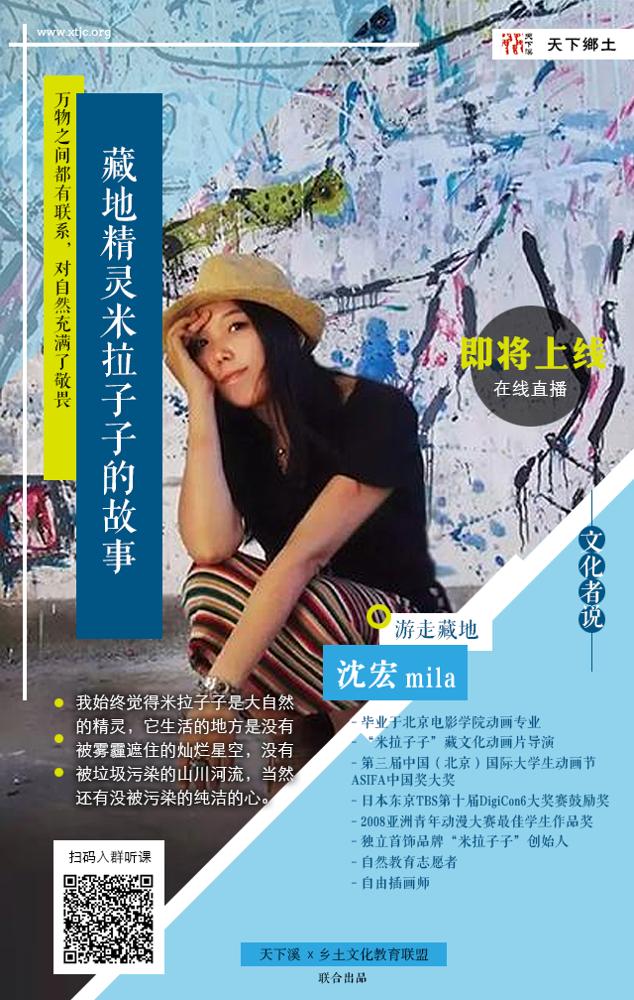 www.xtjc.org
天下溪
天下鄉土
万物之间都有联系，对自然充满了敬畏
藏地精灵米拉子子的故事
即将上线
在线直播
文化者说
游走藏地
沈宏 mila
我始终觉得米拉子子是大自然
的精灵，它生活的地方是没有
被雾霾遮住的灿烂星空，没有
被垃圾污染的山川河流，当然
还有没被污染的纯洁的心。
- 毕业于北京电影学院动画专业
- “米拉子子”藏文化动画片导演
- 第三届中国（北京）国际大学生动画节
ASIFA中国奖大奖
- 日本东京TBS第十届DigiCon6大奖赛鼓励奖
- 2008亚洲青年动漫大赛最佳学生作品奖
- 独立首饰品牌“米拉子子”创始人
- 自然教育志愿者
- 自由插画师
扫码入群听课
天下溪 x 乡土文化教育联盟
联合出品